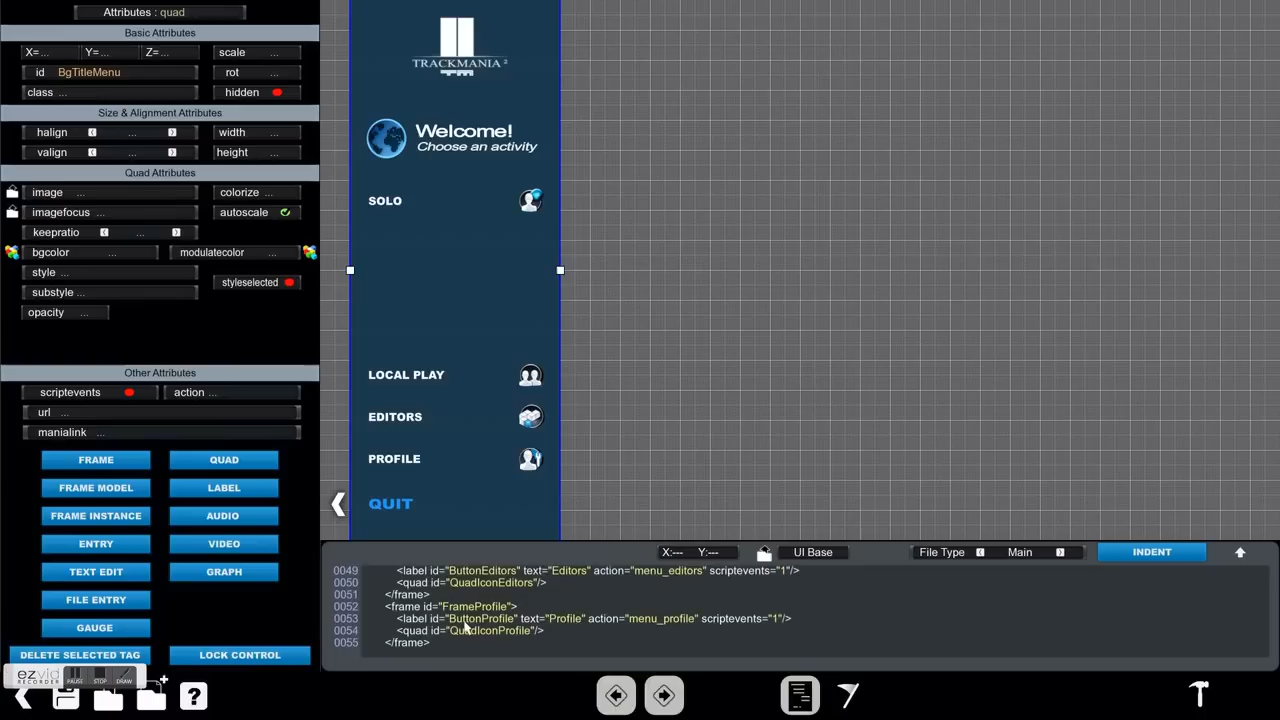 Attributes : quad
Basic Attributes
X= ... Y= ... Z= ... scale ...
id BgTitleMenu rot ...
class ... hidden
Size & Alignment Attributes
halign ... width ...
valign ... height ...
Quad Attributes
image ... colorize ...
imagefocus ... autoscale
keepratio ...
bgcolor ... modulatecolor ...
style ...
styleselected
substyle ...
opacity ...
Other Attributes
scriptevents action ...
url ...
manialink ...
FRAME QUAD
FRAME MODEL LABEL
FRAME INSTANCE AUDIO
ENTRY VIDEO
TEXT EDIT GRAPH
FILE ENTRY
GAUGE
DELETE SELECTED TAG LOCK CONTROL
ezvid
RECORDER
PAUSE STOP DRAW
?
TRACKMANIA ²
Welcome!
Choose an activity
SOLO
LOCAL PLAY
EDITORS
PROFILE
QUIT
X:--- Y:--- UI Base File Type Main INDENT
0049 <label id="ButtonEditors" text="Editors" action="menu_editors" scriptevents="1"/>
0050 <quad id="QuadIconEditors"/>
0051 </frame>
0052 <frame id="FrameProfile">
0053 <label id="ButtonProfile" text="Profile" action="menu_profile" scriptevents="1"/>
0054 <quad id="QuadIconProfile"/>
0055 </frame>